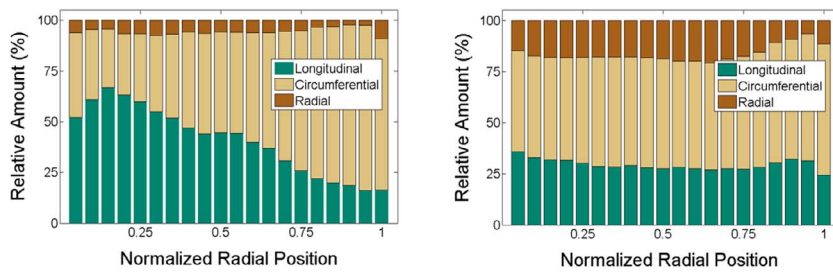 Relative Amount (%)
100
75
50
25
0
Longitudinal
Circumferential
Radial
0.25
0.5
0.75
1
Normalized Radial Position
Relative Amount (%)
100
75
50
25
0
Longitudinal
Circumferential
Radial
0.25
0.5
0.75
1
Normalized Radial Position